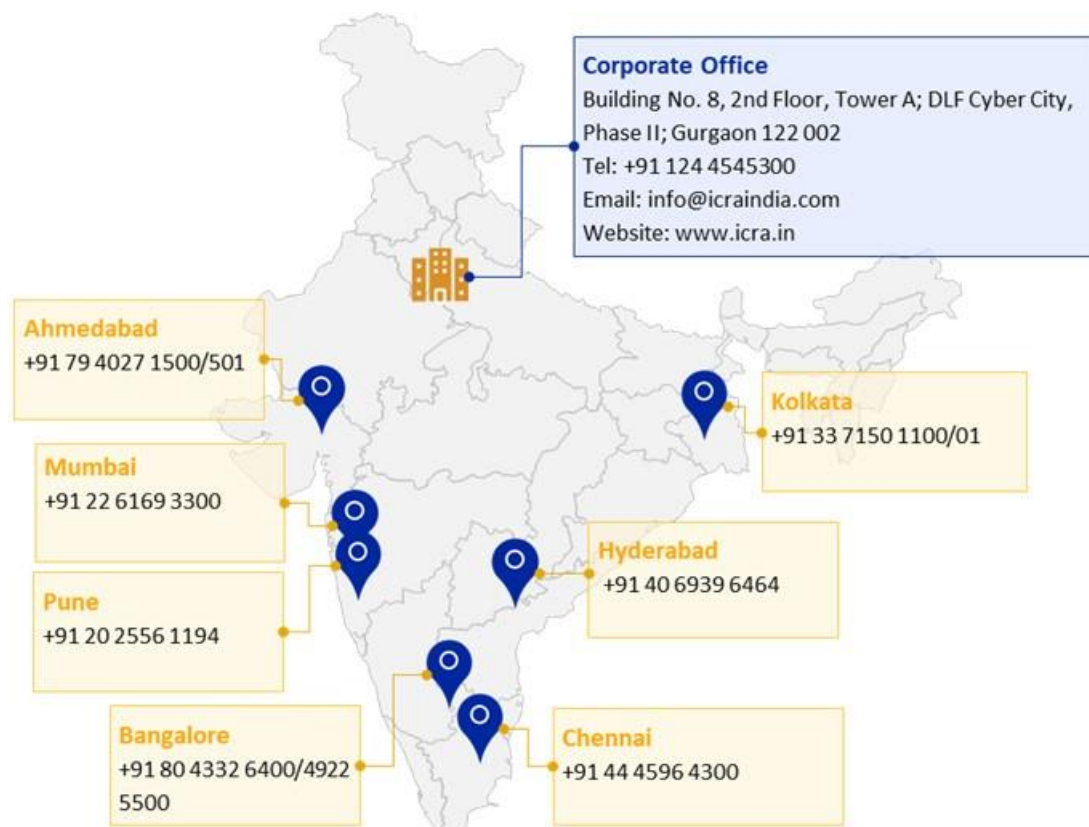 Corporate Office
Building No. 8, 2nd Floor, Tower A; DLF Cyber City,
Phase II; Gurgaon 122 002
Tel: +91 124 4545300
Email: info@icraindia.com
Website: www.icra.in
Ahmedabad
+91 79 4027 1500/501
Kolkata
+91 33 7150 1100/01
Mumbai
+91 22 6169 3300
Hyderabad
+91 40 6939 6464
Pune
+91 20 2556 1194
Bangalore
+91 80 4332 6400/4922
5500
Chennai
+91 44 4596 4300